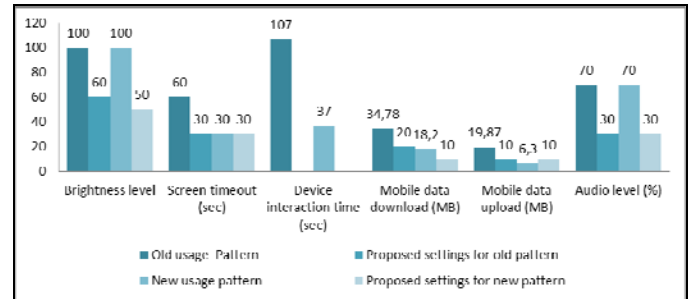 120
100
80
60
40
20
0
100
60
100
50
60
30
30
30
107
37
34,78
20
18,2
10
19,87
10
6,3
10
70
30
70
30
Brightness level
Screen timeout
(sec)
Device
interaction time
(sec)
Mobile data
download (MB)
Mobile data
upload (MB)
Audio level (%)
Old usage Pattern
Proposed settings for old pattern
New usage pattern
Proposed settings for new pattern